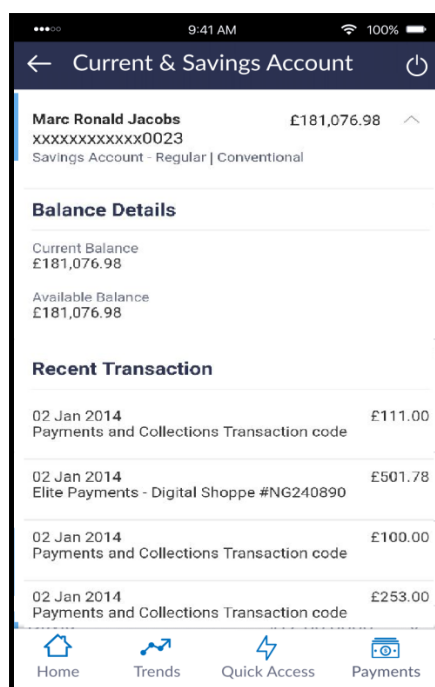 9:41 AM 100%
Current & Savings Account
Marc Ronald Jacobs £181,076.98
xxxxxxxxxxxx0023
Savings Account - Regular | Conventional
Balance Details
Current Balance
£181,076.98
Available Balance
£181,076.98
Recent Transaction
02 Jan 2014 £111.00
Payments and Collections Transaction code
02 Jan 2014 £501.78
Elite Payments - Digital Shoppe #NG240890
02 Jan 2014 £100.00
Payments and Collections Transaction code
02 Jan 2014 £253.00
Payments and Collections Transaction code
Home Trends Quick Access Payments